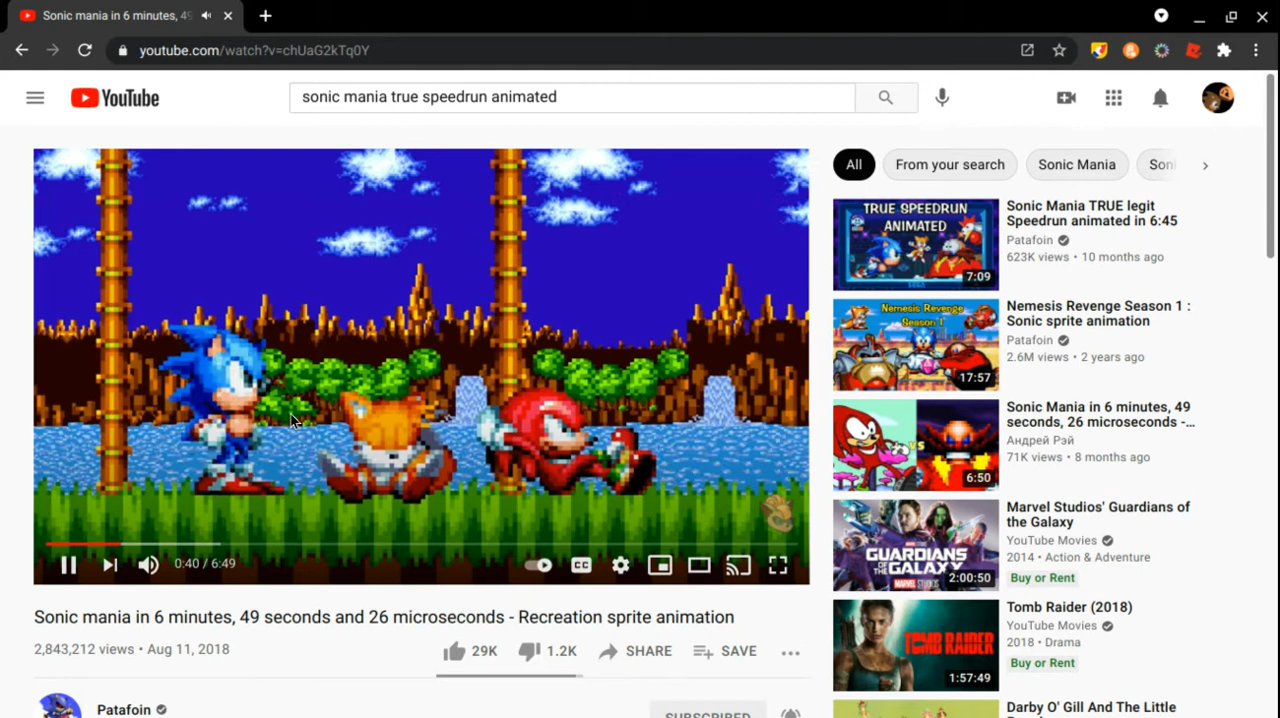 Sonic mania in 6 minutes, 49
youtube.com/watch?v=chUaG2kTq0Y
YouTube
sonic mania true speedrun animated
All
From your search
Sonic Mania
Soni
0:40 / 6:49
CC
Sonic mania in 6 minutes, 49 seconds and 26 microseconds - Recreation sprite animation
2,843,212 views • Aug 11, 2018
29K
1.2K
SHARE
SAVE
Patafoin
SUBSCRIBED
TRUE SPEEDRUN
ANIMATED
SEGA
7:09
Sonic Mania TRUE legit
Speedrun animated in 6:45
Patafoin
623K views • 10 months ago
Nemesis Revenge
Season 1
17:57
Nemesis Revenge Season 1 :
Sonic sprite animation
Patafoin
2.6M views • 2 years ago
VS
6:50
Sonic Mania in 6 minutes, 49
seconds, 26 microseconds -...
Андрей Рэй
71K views • 8 months ago
GUARDIANS
OF THE GALAXY
2:00:50
Marvel Studios' Guardians of
the Galaxy
YouTube Movies
2014 • Action & Adventure
Buy or Rent
TOMB RAIDER
1:57:49
Tomb Raider (2018)
YouTube Movies
2018 • Drama
Buy or Rent
Darby O' Gill And The Little